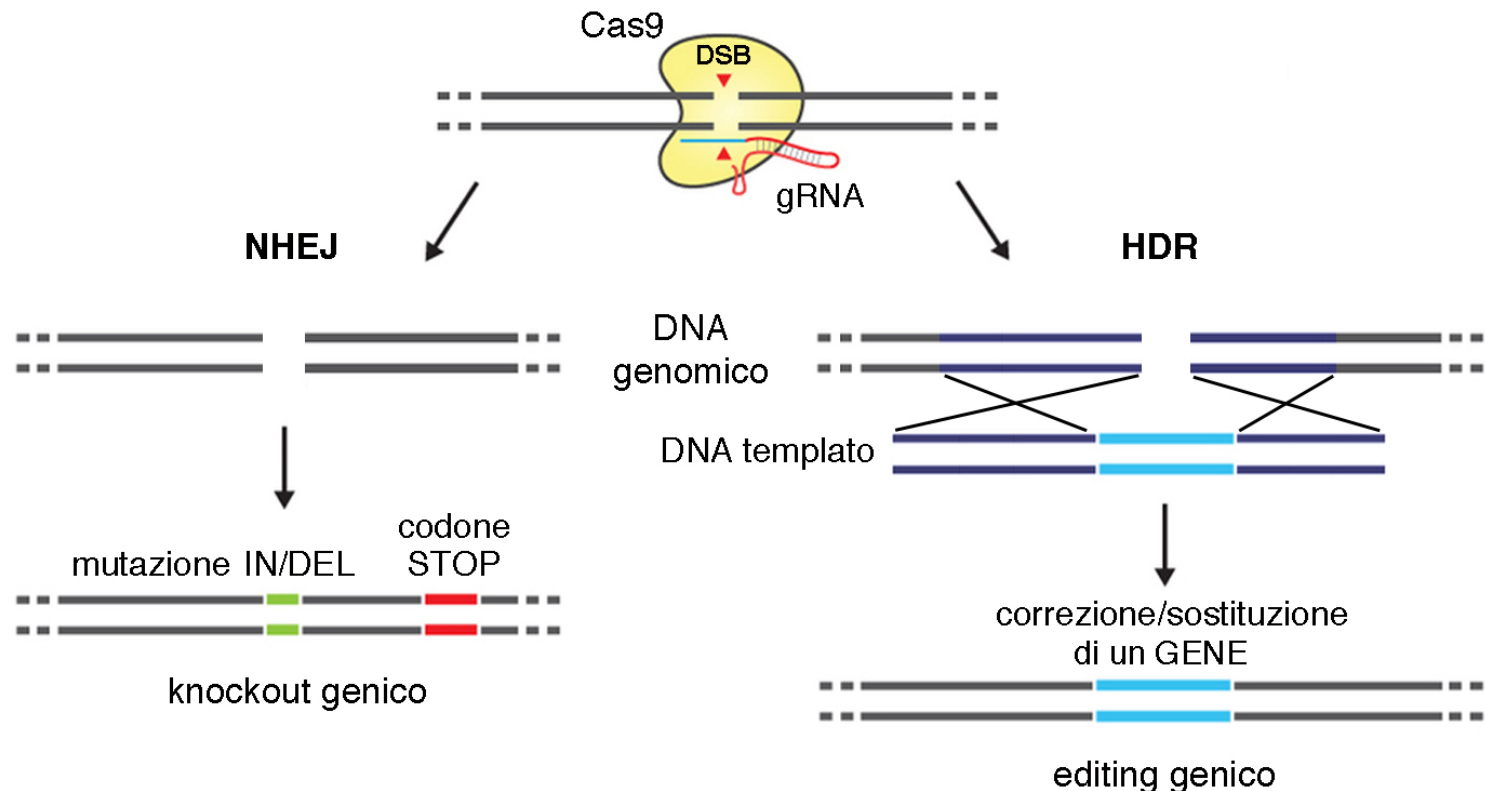 Cas9
DSB
gRNA
NHEJ
HDR
DNA
genomico
DNA templato
codone
mutazione IN/DEL STOP
knockout genico
correzione/sostituzione
di un GENE
editing genico